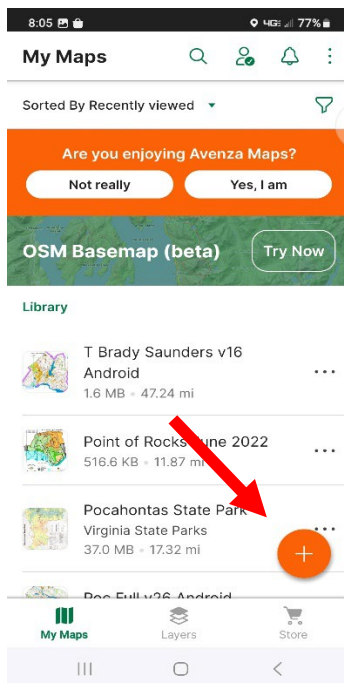 8:05 4G 77%
My Maps
Sorted By Recently viewed
Are you enjoying Avenza Maps?
Not really Yes, I am
OSM Basemap (beta) Try Now
Library
T Brady Saunders v16
Android
1.6 MB • 47.24 mi
Point of Rocks June 2022
516.6 KB • 11.87 mi
Pocahontas State Park
Virginia State Parks
37.0 MB • 17.32 mi
Poc Full v26 Android
My Maps Layers Store